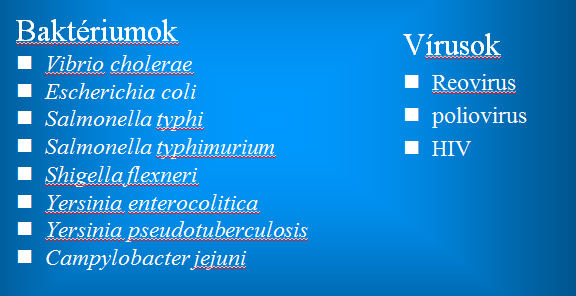 Baktériumok
■ Vibrio cholerae
■ Escherichia coli
■ Salmonella typhi
■ Salmonella typhimurium
■ Shigella flexneri
■ Yersinia enterocolitica
■ Yersinia pseudotuberculosis
■ Campylobacter jejuni
Vírusok
■ Reovirus
■ poliovirus
■ HIV